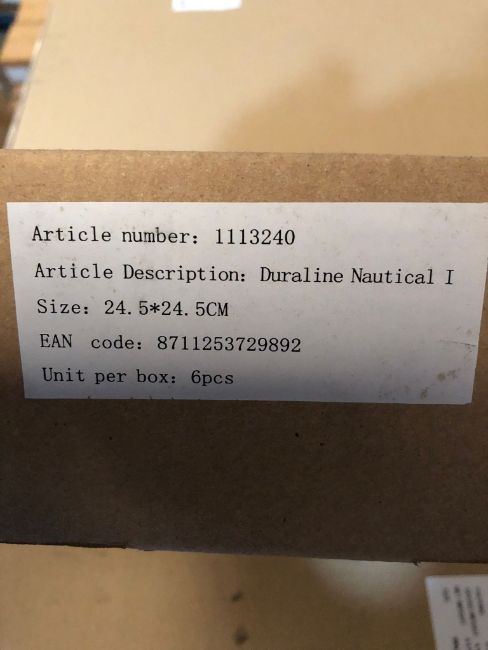 Article number: 1113240
Article Description: Duraline Nautical I
Size: 24.5*24.5CM
EAN code: 8711253729892
Unit per box: 6pcs